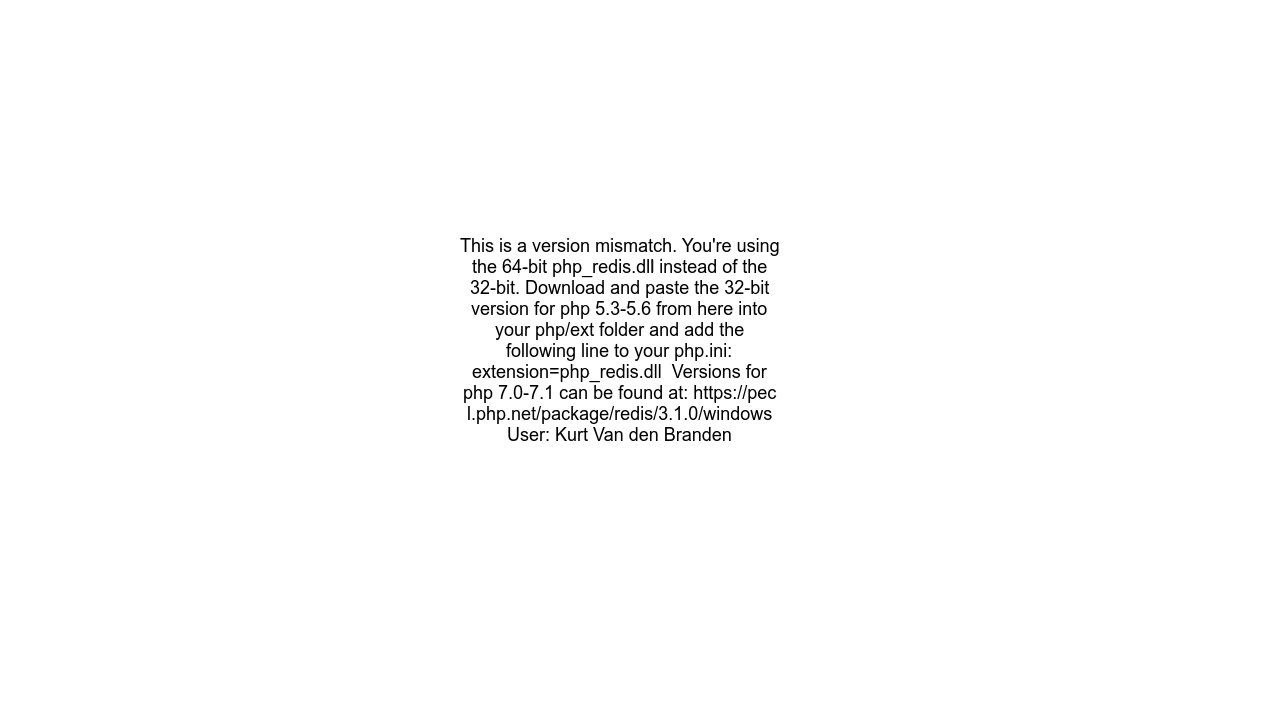 This is a version mismatch. You're using
the 64-bit php_redis.dll instead of the
32-bit. Download and paste the 32-bit
version for php 5.3-5.6 from here into
your php/ext folder and add the
following line to your php.ini:
extension=php_redis.dll  Versions for
php 7.0-7.1 can be found at: https://pec
l.php.net/package/redis/3.1.0/windows
User: Kurt Van den Branden